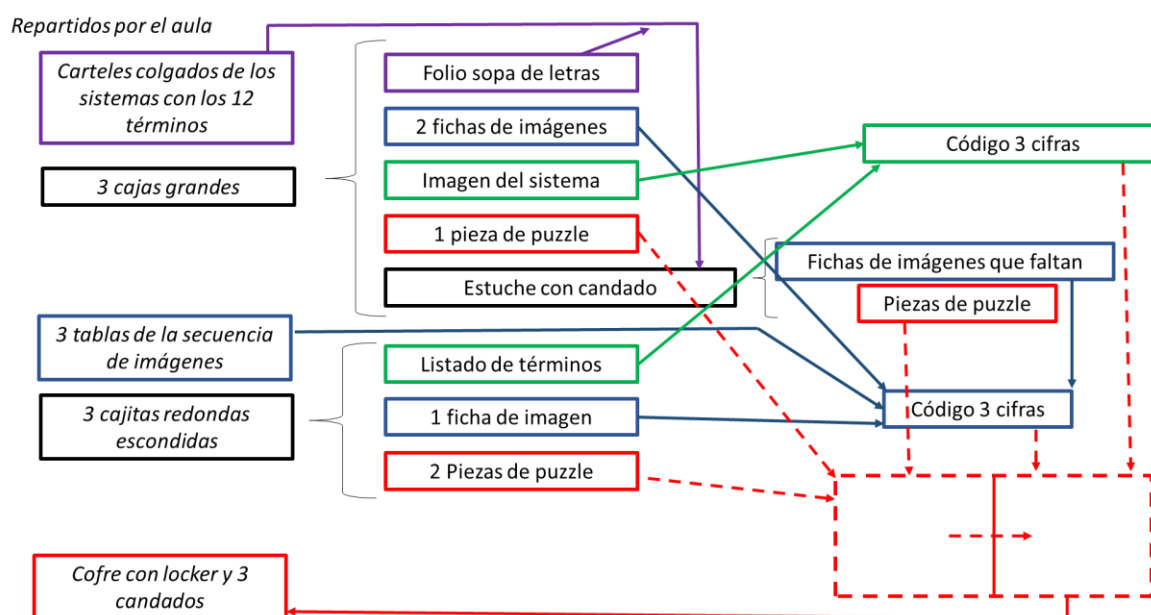 Repartidos por el aula
Carteles colgados de los
sistemas con los 12
términos
3 cajas grandes
Folio sopa de letras
2 fichas de imágenes
Imagen del sistema
1 pieza de puzzle
Estuche con candado
Código 3 cifras
Fichas de imágenes que faltan
Piezas de puzzle
3 tablas de la secuencia
de imágenes
3 cajitas redondas
escondidas
Listado de términos
1 ficha de imagen
2 Piezas de puzzle
Código 3 cifras
Cofre con locker y 3
candados